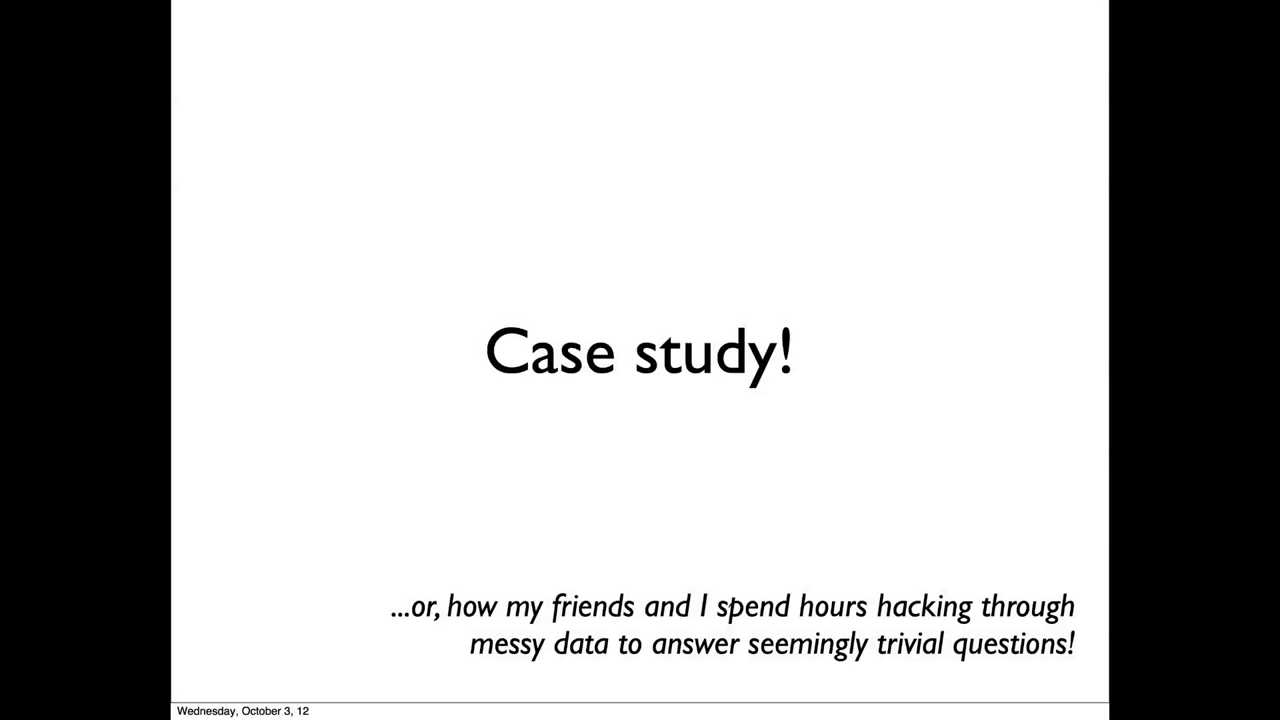 Case study!
...or, how my friends and I spend hours hacking through
messy data to answer seemingly trivial questions!
Wednesday, October 3, 12